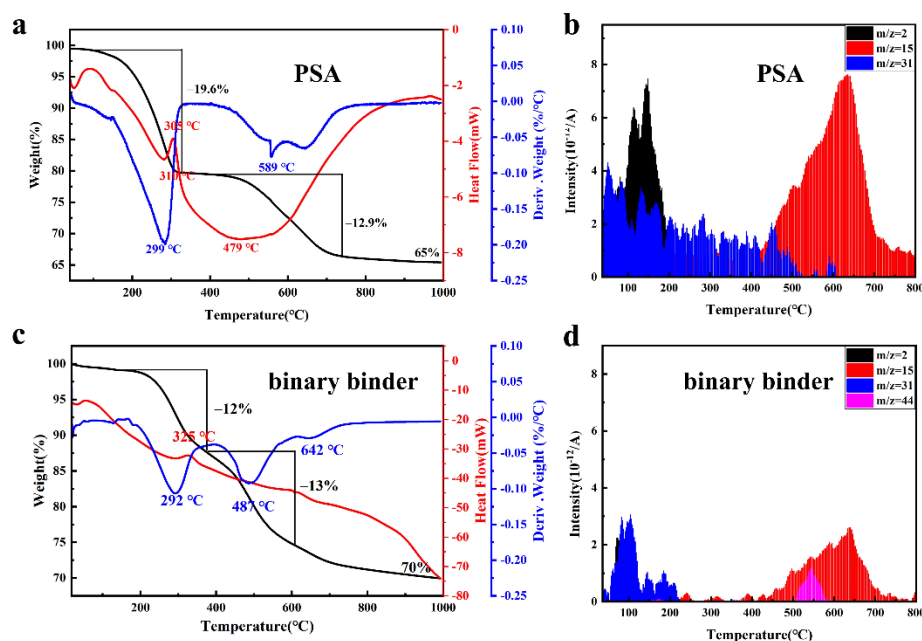 a
PSA
Weight(%)
100
95
90
85
80
75
70
65
−19.6%
305 °C
310 °C
299 °C
479 °C
589 °C
−12.9%
65%
200
400
600
800
1000
Temperature(°C)
0
-2
-4
-6
-8
Heat Flow(mW)
0.10
0.05
0.00
-0.05
-0.10
-0.15
-0.20
-0.25
Deriv.Weight (%/°C)
b
PSA
m/z=2
m/z=15
m/z=31
8
6
4
2
0
100
200
300
400
500
600
700
800
Temperature(°C)
c
binary binder
Weight(%)
100
95
90
85
80
75
70
−12%
325 °C
−13%
292 °C
487 °C
642 °C
70%
200
400
600
800
1000
Temperature(°C)
0
-10
-20
-30
-40
-50
-60
-70
-80
Heat Flow(mW)
0.10
0.05
0.00
-0.05
-0.10
-0.15
-0.20
-0.25
Deriv .Weight (%/°C)
d
binary binder
m/z=2
m/z=15
m/z=31
m/z=44
Intensity(10⁻¹²/A)
8
6
4
2
0
100
200
300
400
500
600
700
800
Temperature(°C)